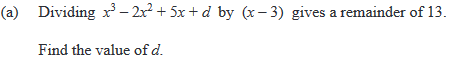 (a) Dividing x³ – 2x² + 5x + d by (x – 3) gives a remainder of 13.
Find the value of d.